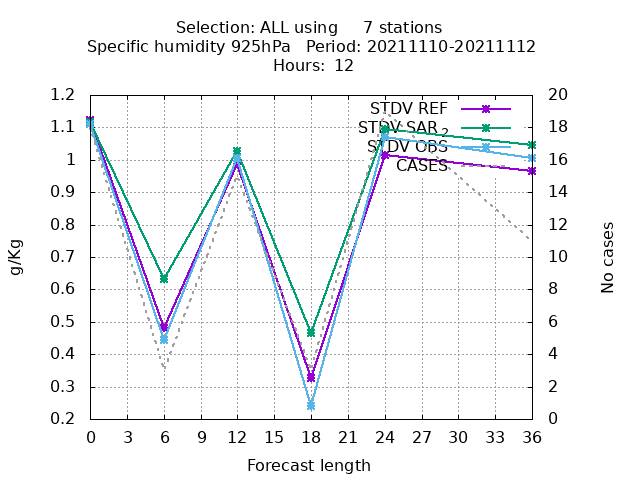 Selection: ALL using     7 stations
Specific humidity 925hPa   Period: 20211110-20211112
Hours: 12
1.2
1.1
1
0.9
0.8
0.7
0.6
0.5
0.4
0.3
0.2
g/Kg
STDV REF
STDV SAR 2
STDV OBS
CASES
20
18
16
14
12
10
8
6
4
2
0
No cases
0 3 6 9 12 15 18 21 24 27 30 33 36
Forecast length